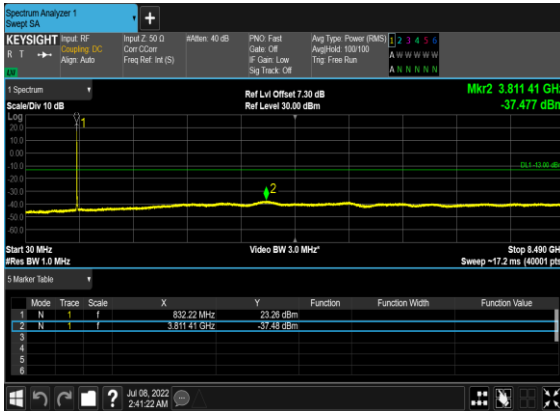 Spectrum Analyzer 1
Swept SA
+
KEYSIGHT Input: RF Input Z: 50 Ω #Atten: 40 dB PNO: Fast Avg Type: Power (RMS) 1 2 3 4 5 6
R T Coupling: DC Corr CCorr Gate: Off Avg|Hold: 100/100 A W W W W W
Align: Auto Freq Ref: Int (S) IF Gain: Low Trig: Free Run
Sig Track: Off A N N N N N
1 Spectrum Ref Lvl Offset 7.30 dB Mkr2 3.811 41 GHz
Scale/Div 10 dB Ref Level 30.00 dBm -37.477 dBm
Log
20.0
10.0
0.00
-10.0
-20.0
-30.0
-40.0
-50.0
-60.0
1
DL1 -13.00 dBm
2
Start 30 MHz Video BW 3.0 MHz* Stop 8.490 GHz
#Res BW 1.0 MHz Sweep ~17.2 ms (40001 pts)
5 Marker Table
Mode Trace Scale X Y Function Function Width Function Value
1 N 1 f 832.22 MHz 23.26 dBm
2 N 1 f 3.811 41 GHz -37.48 dBm
3
4
5
6
? Jul 08, 2022
2:41:22 AM